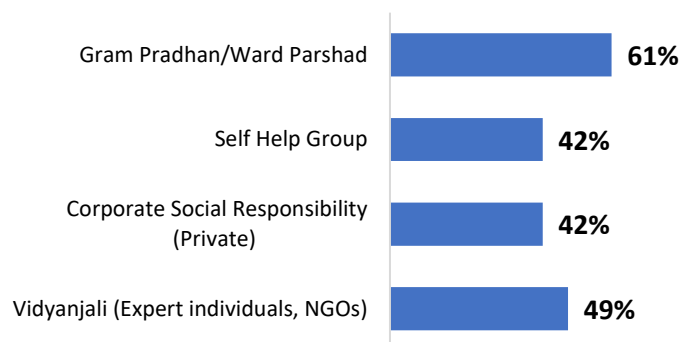 Gram Pradhan/Ward Parshad
61%
Self Help Group
42%
Corporate Social Responsibility
(Private)
42%
Vidyanjali (Expert individuals, NGOs)
49%